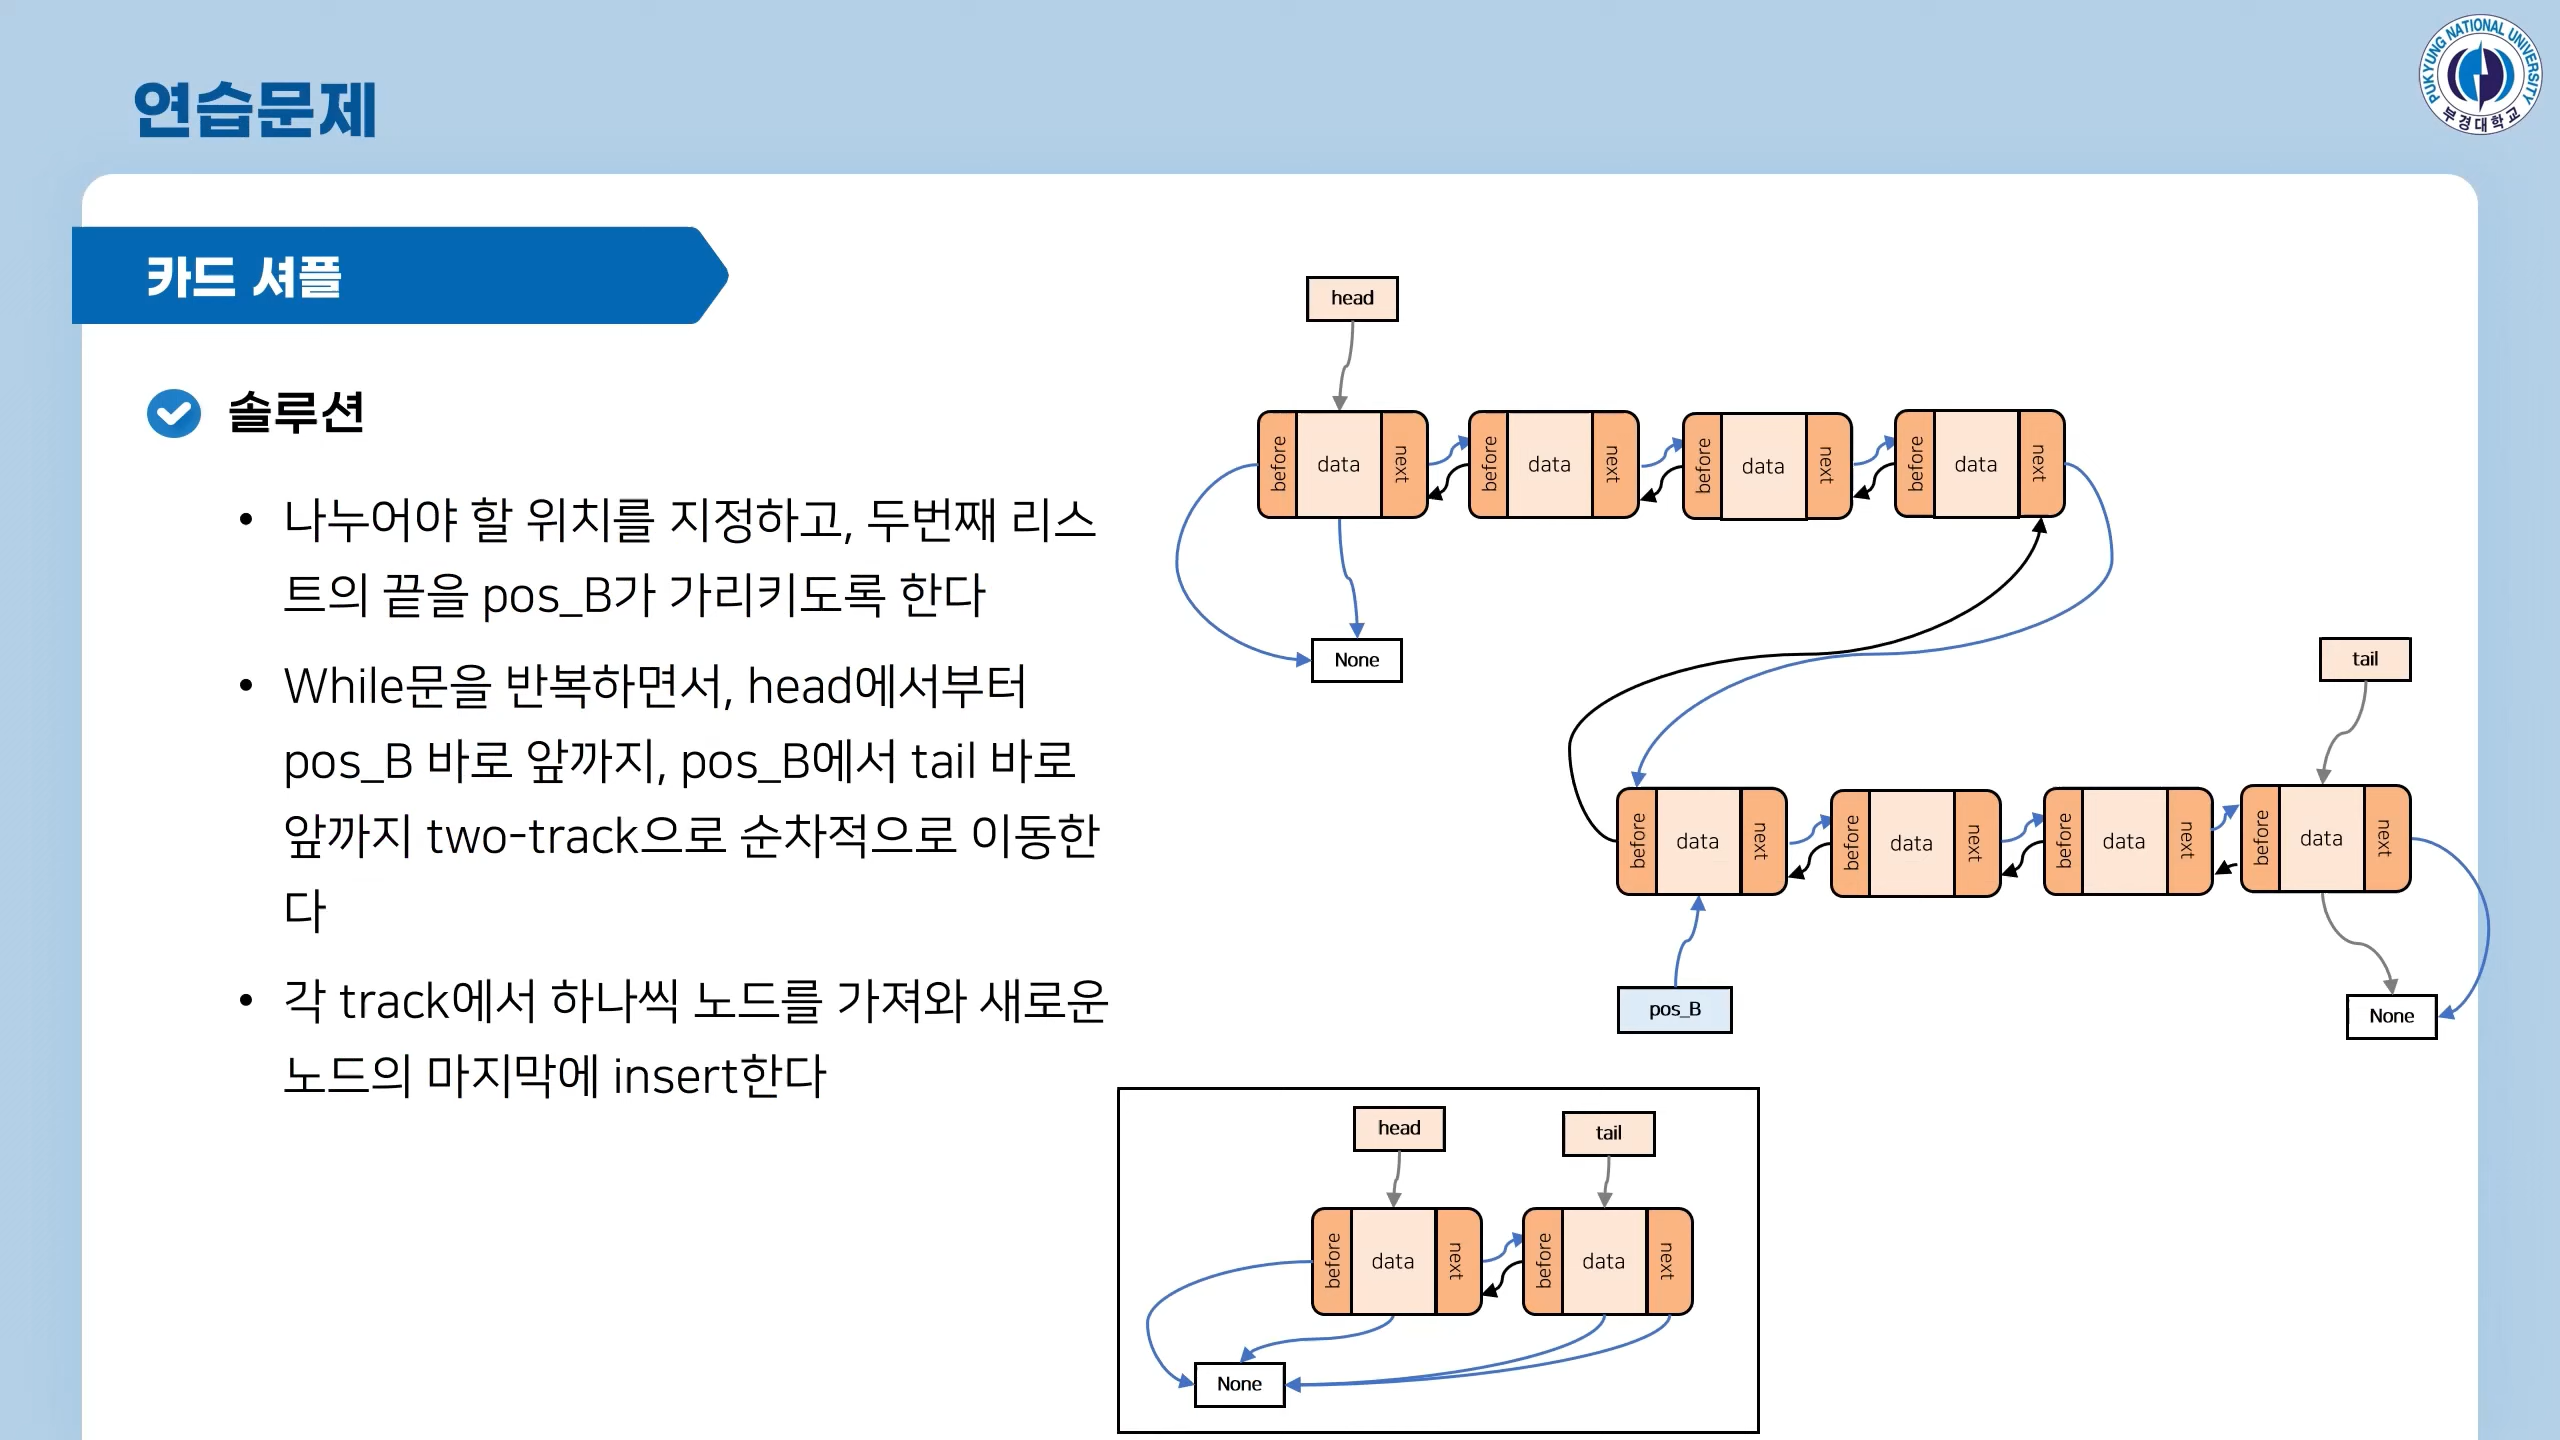 연습문제
PUKYUNG NATIONAL UNIVERSITY
부경대학교
카드 셔플
솔루션
• 나누어야 할 위치를 지정하고, 두번째 리스
트의 끝을 pos_B가 가리키도록 한다
• While문을 반복하면서, head에서부터
pos_B 바로 앞까지, pos_B에서 tail 바로
앞까지 two-track으로 순차적으로 이동한
다
• 각 track에서 하나씩 노드를 가져와 새로운
노드의 마지막에 insert한다
head
before data next before data next before data next before data next
None
tail
before data next before data next before data next before data next
pos_B
None
head tail
before data next before data next
None